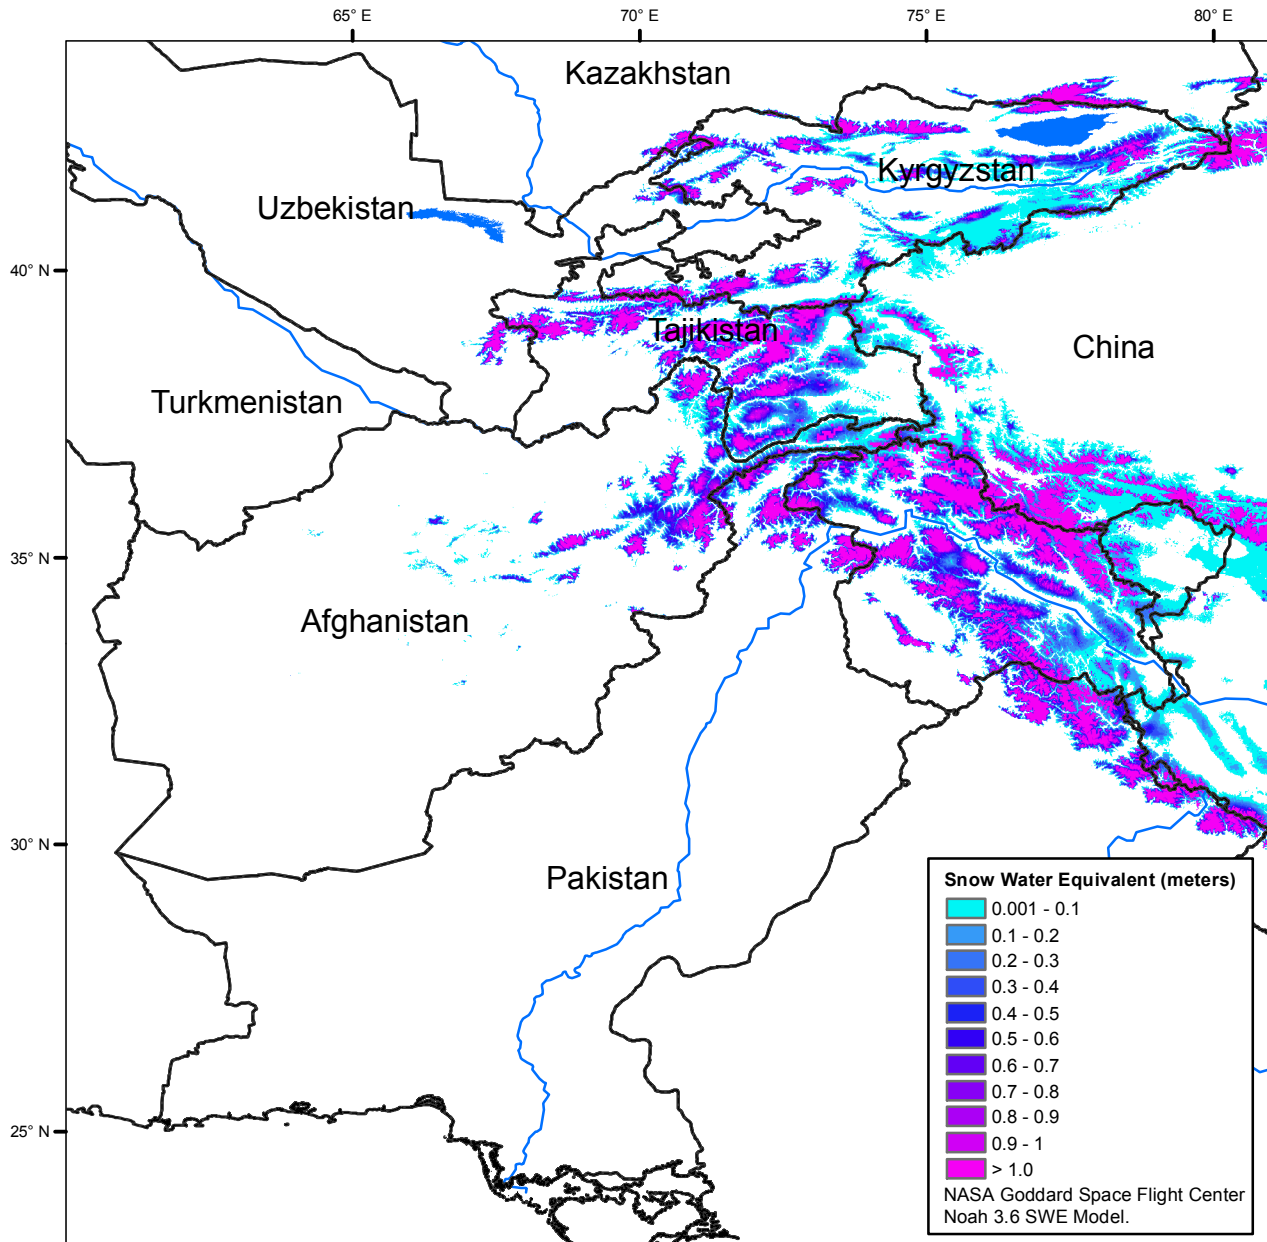 65° E
70° E
75° E
80° E
Kazakhstan
Kyrgyzstan
Uzbekistan
40° N
Tajikistan
China
Turkmenistan
35° N
Afghanistan
30° N
Pakistan
25° N
Snow Water Equivalent (meters)
0.001 - 0.1
0.1 - 0.2
0.2 - 0.3
0.3 - 0.4
0.4 - 0.5
0.5 - 0.6
0.6 - 0.7
0.7 - 0.8
0.8 - 0.9
0.9 - 1
> 1.0
NASA Goddard Space Flight Center
Noah 3.6 SWE Model.